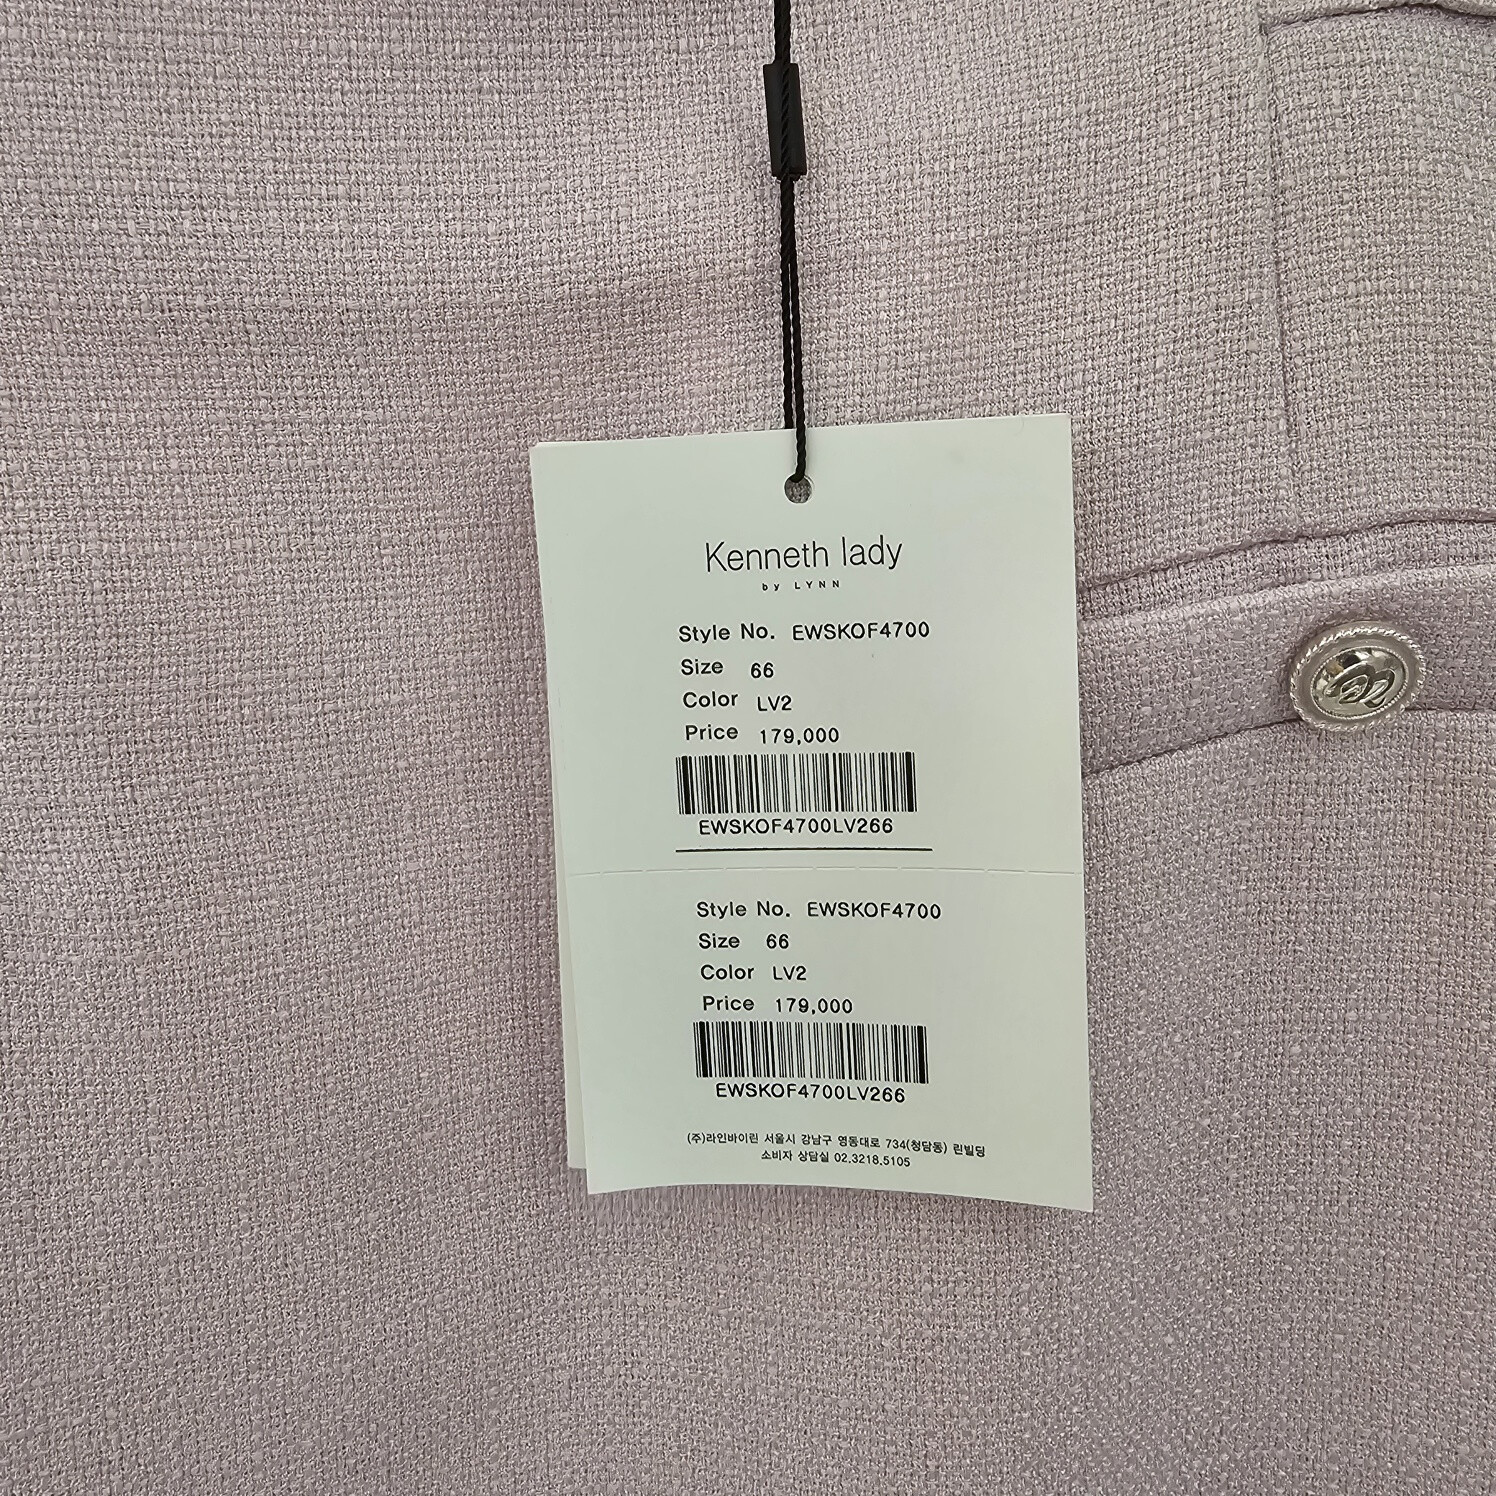 Kenneth lady
by LYNN
Style No. EWSKOF4700
Size 66
Color LV2
Price 179,000
EWSKOF4700LV266
Style No. EWSKOF4700
Size 66
Color LV2
Price 179,000
EWSKOF4700LV266
(주)라인바이린 서울시 강남구 영동대로 734(청담동) 린빌딩
소비자 상담실 02.3218.5105